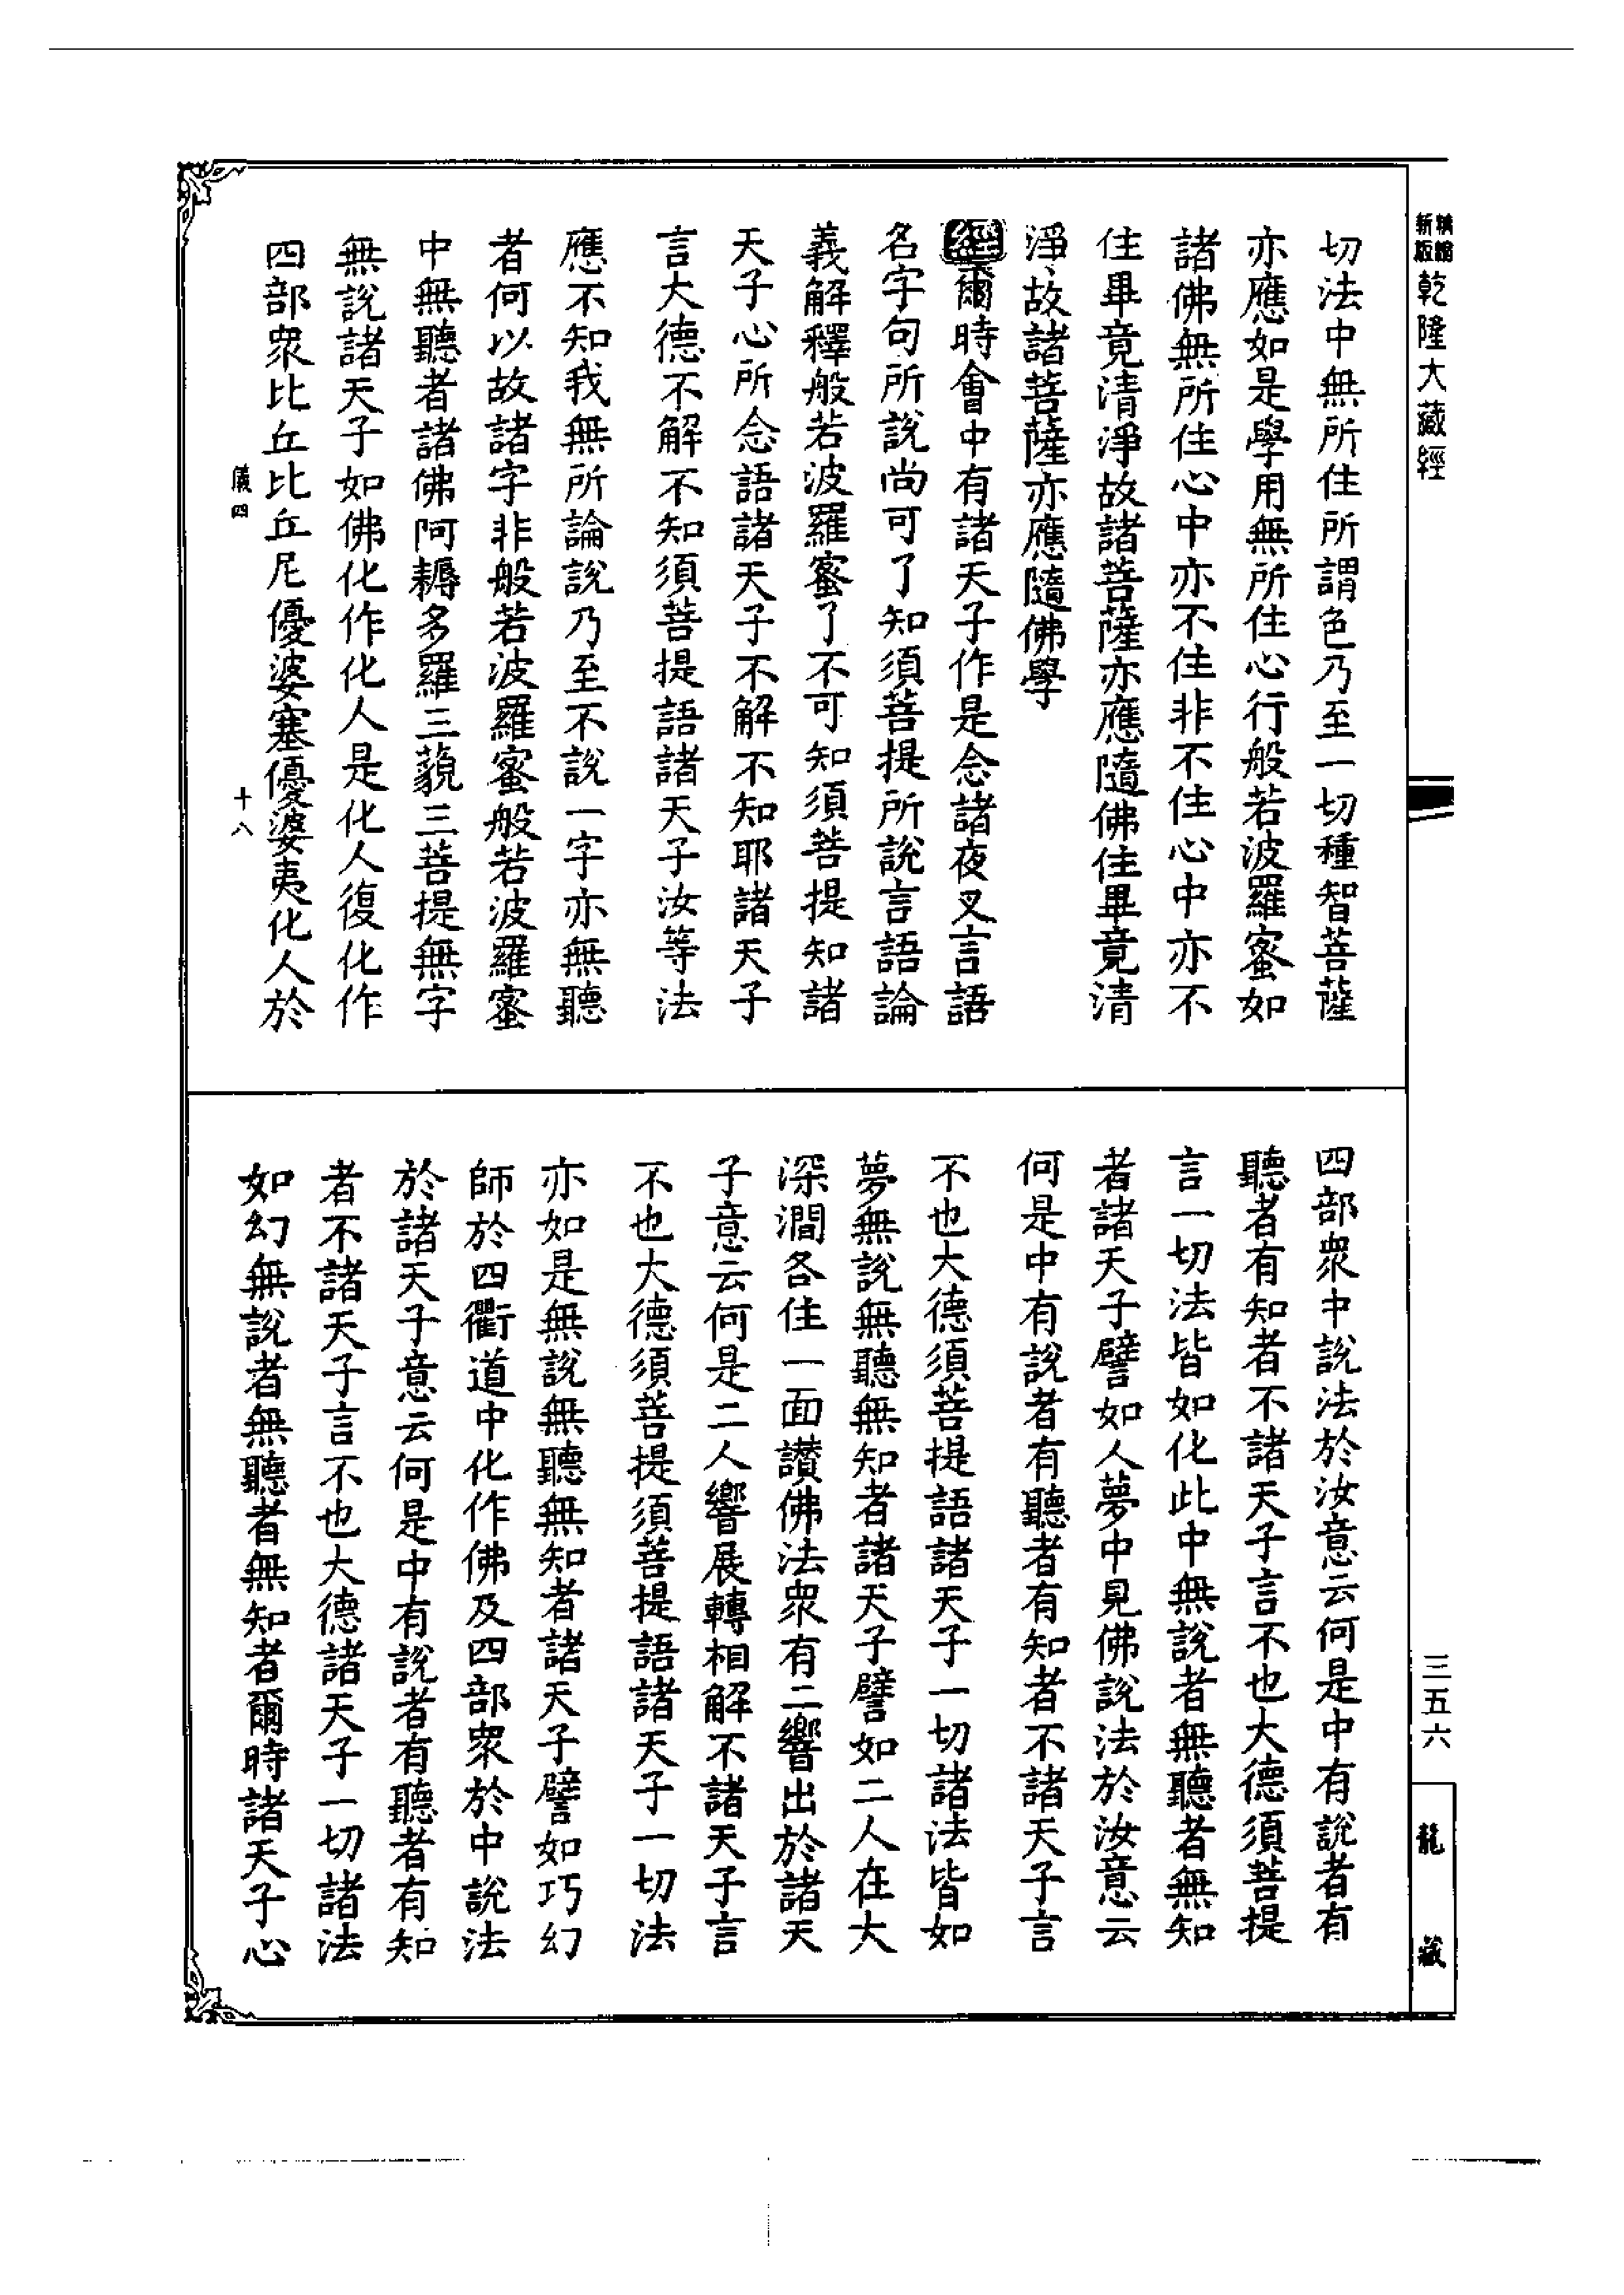 新編縮版 乾隆大藏經
切法中無所住所謂色乃至一切種智菩薩
亦應如是學用無所住心行般若波羅蜜如
諸佛無所住心中亦不住非不住心中亦不
住畢竟清淨故諸菩薩亦應隨佛住畢竟清
淨故諸菩薩亦應隨佛學
經爾時會中有諸天子作是念諸夜叉言語
名字句所說尚可了知須菩提所說言語論
義解釋般若波羅蜜了不可知須菩提知諸
天子心所念語諸天子不解不知耶諸天子
言大德不解不知須菩提語諸天子汝等法
應不知我無所論說乃至不說一字亦無聽
者何以故諸字非般若波羅蜜般若波羅蜜
中無聽者諸佛阿耨多羅三藐三菩提無字
無說諸天子如佛化作化人是化人復化作
四部眾比丘比丘尼優婆塞優婆夷化人於
儀四 十八
四部眾中說法於汝意云何是中有說者有
聽者有知者不諸天子言不也大德須菩提
言一切法皆如化此中無說者無聽者無知
者諸天子譬如人夢中見佛說法於汝意云
何是中有說者有聽者有知者不諸天子言
不也大德須菩提語諸天子一切諸法皆如
夢無說無聽無知者諸天子譬如二人在大
深澗各住一面讚佛法眾有二響出於諸天
子意云何是二人響展轉相解不諸天子言
不也大德須菩提須菩提語諸天子一切法
亦如是無說無聽無知者諸天子譬如巧幻
師於四衢道中化作佛及四部眾於中說法
於諸天子意云何是中有說者有聽者有知
者不諸天子言不也大德諸天子一切諸法
如幻無說者無聽者無知者爾時諸天子心
三五六
龍藏